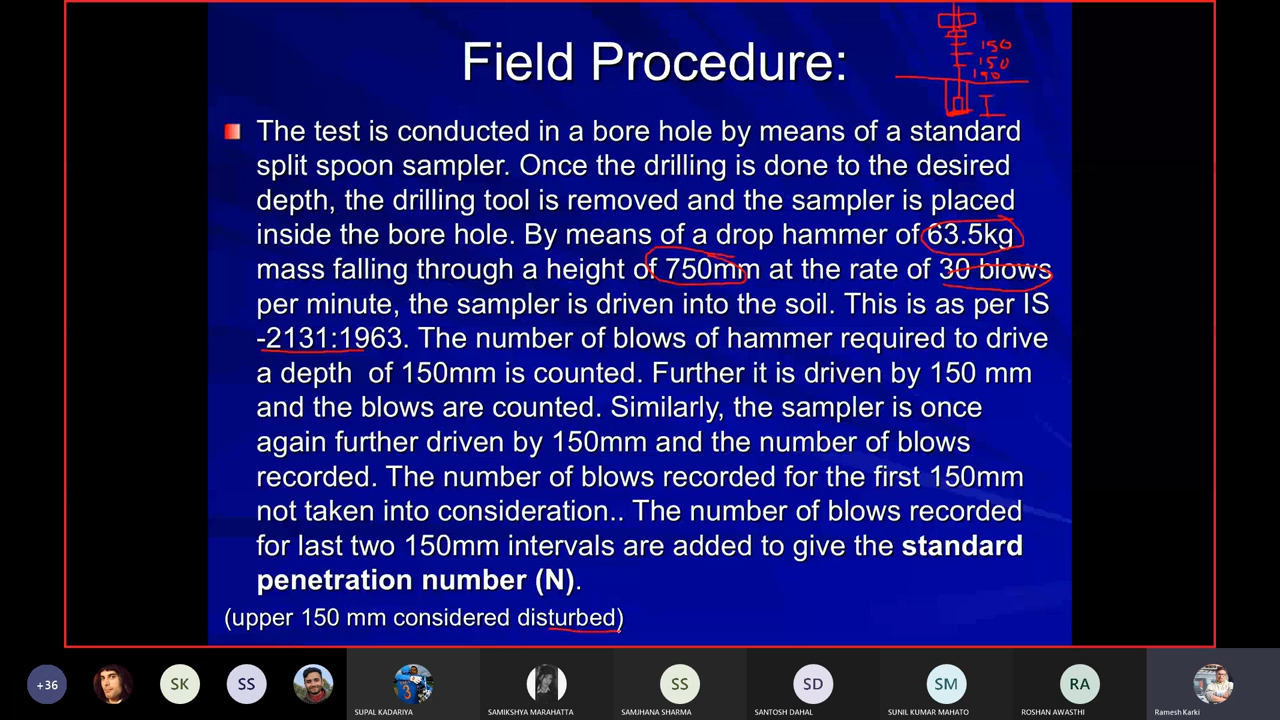 Field Procedure:
150
150
190
I
The test is conducted in a bore hole by means of a standard
split spoon sampler. Once the drilling is done to the desired
depth, the drilling tool is removed and the sampler is placed
inside the bore hole. By means of a drop hammer of 63.5kg
mass falling through a height of 750mm at the rate of 30 blows
per minute, the sampler is driven into the soil. This is as per IS
-2131:1963. The number of blows of hammer required to drive
a depth of 150mm is counted. Further it is driven by 150 mm
and the blows are counted. Similarly, the sampler is once
again further driven by 150mm and the number of blows
recorded. The number of blows recorded for the first 150mm
not taken into consideration.. The number of blows recorded
for last two 150mm intervals are added to give the standard
penetration number (N).
(upper 150 mm considered disturbed)
+36
SK
SS
SS
SD
SM
RA
SUPAL KADARIYA
SAMIKSHYA MARAHATTA
SAMJHANA SHARMA
SANTOSH DAHAL
SUNIL KUMAR MAHATO
ROSHAN AWASTHI
Ramesh Karki